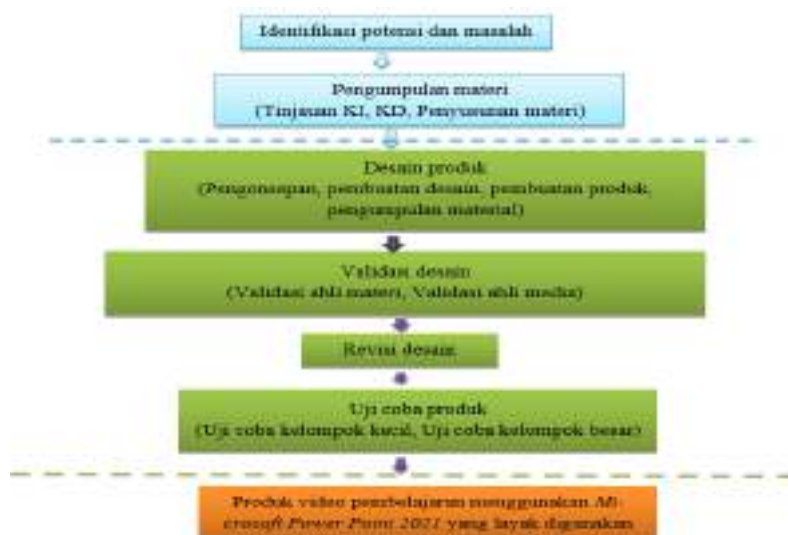 Identifikasi potensi dan masalah
Pengumpulan materi
(Tinjauan KI, KD, Penyusunan materi)
Desain produk
(Pengonsepan, pembuatan desain, pembuatan produk,
pengumpulan material)
Validasi desain
(Validasi ahli materi, Validasi ahli media)
Revisi desain
Uji coba produk
(Uji coba kelompok kecil, Uji coba kelompok besar)
Produk video pembelajaran menggunakan Mi-
crosoft Power Point 2021 yang layak digunakan